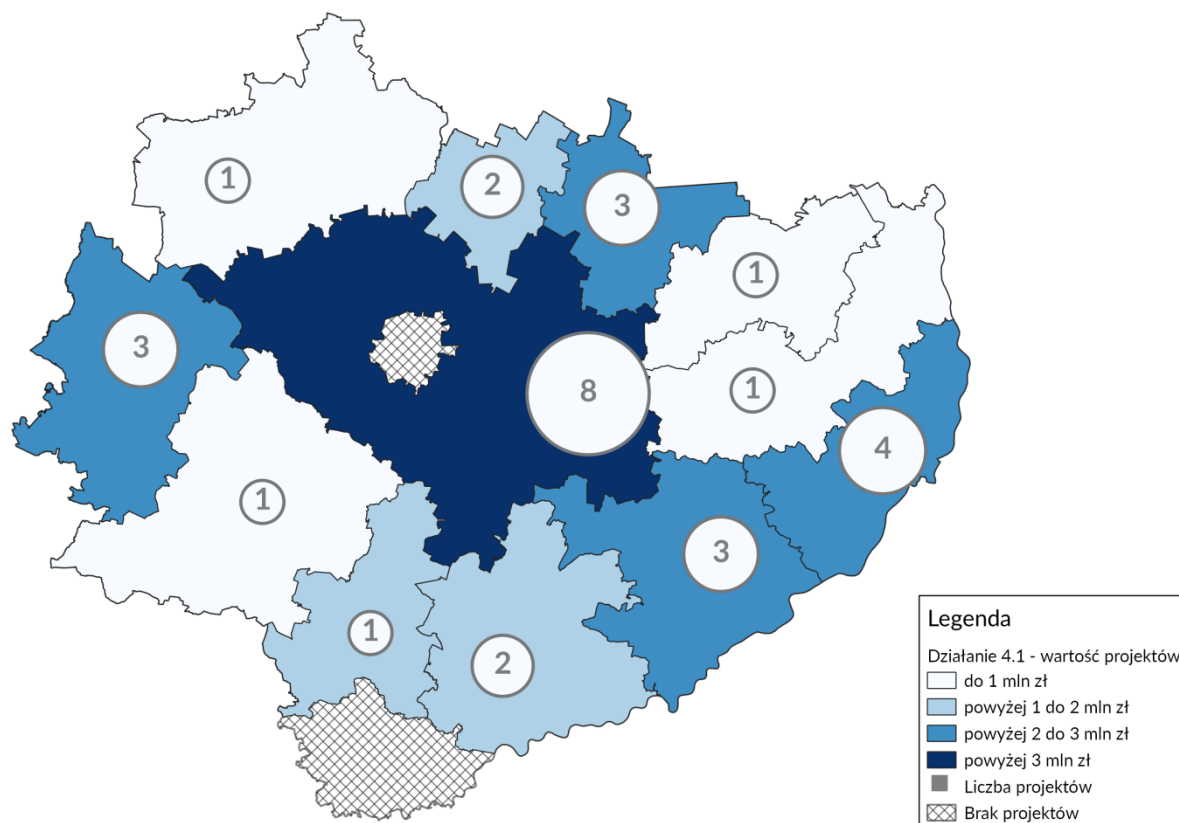 1
2
3
1
3
8
1
4
1
3
1
2
Legenda
Działanie 4.1 - wartość projektów
do 1 mln zł
powyżej 1 do 2 mln zł
powyżej 2 do 3 mln zł
powyżej 3 mln zł
Liczba projektów
Brak projektów